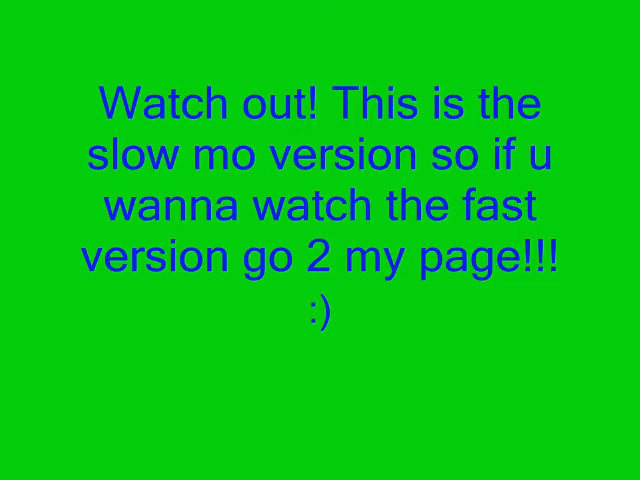 Watch out! This is the
slow mo version so if u
wanna watch the fast
version go 2 my page!!!
:)